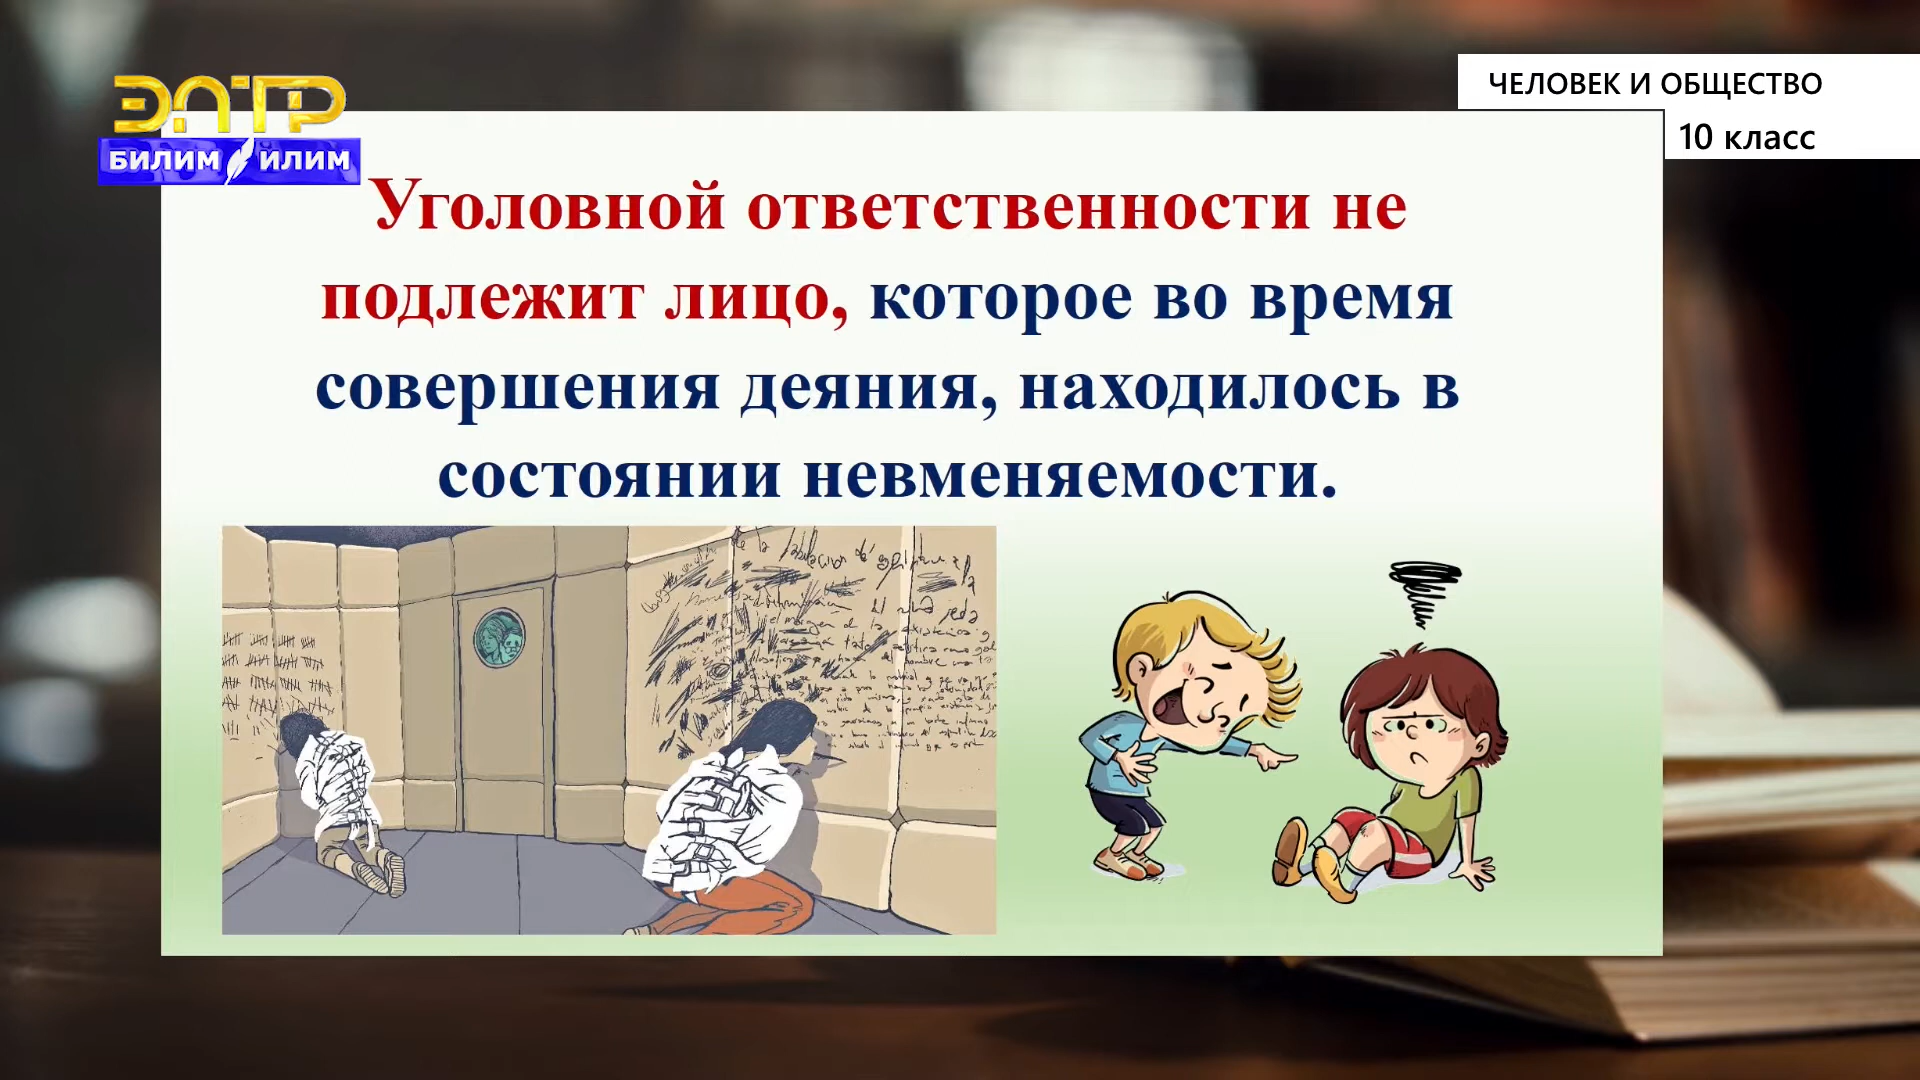 ЭЛТР
БИЛИМ ИЛИМ
ЧЕЛОВЕК И ОБЩЕСТВО
10 класс
Уголовной ответственности не
подлежит лицо, которое во время
совершения деяния, находилось в
состоянии невменяемости.